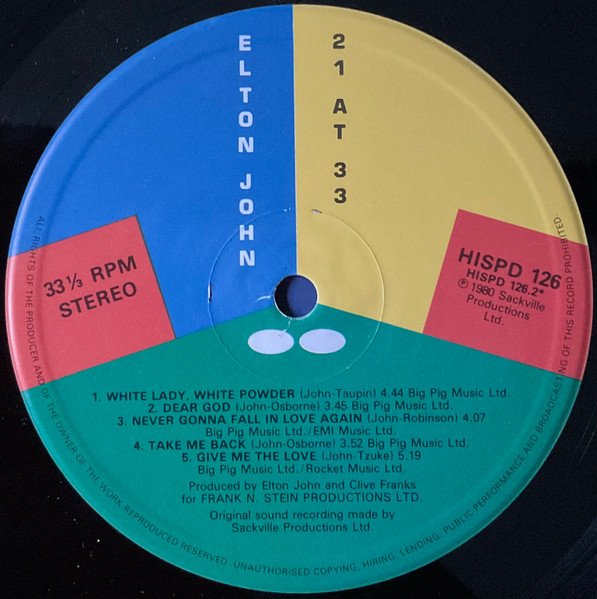 ELTON JOHN
21 AT 33
33⅓ RPM
STEREO
HISPD 126
HISPD 126.2*
℗ 1980 Sackville
Productions
Ltd.
1. WHITE LADY, WHITE POWDER (John-Taupin) 4.44 Big Pig Music Ltd.
2. DEAR GOD (John-Osborne) 3.45 Big Pig Music Ltd.
3. NEVER GONNA FALL IN LOVE AGAIN (John-Robinson) 4.07
Big Pig Music Ltd./EMI Music Ltd.
4. TAKE ME BACK (John-Osborne) 3.52 Big Pig Music Ltd.
5. GIVE ME THE LOVE (John-Tzuke) 5.19
Big Pig Music Ltd./Rocket Music Ltd.
Produced by Elton John and Clive Franks
for FRANK N. STEIN PRODUCTIONS LTD.
Original sound recording made by
Sackville Productions Ltd.
ALL RIGHTS OF THE PRODUCER AND OF THE OWNER OF THE WORK REPRODUCED RESERVED. UNAUTHORISED COPYING, HIRING, LENDING, PUBLIC PERFORMANCE AND BROADCASTING OF THIS RECORD PROHIBITED.